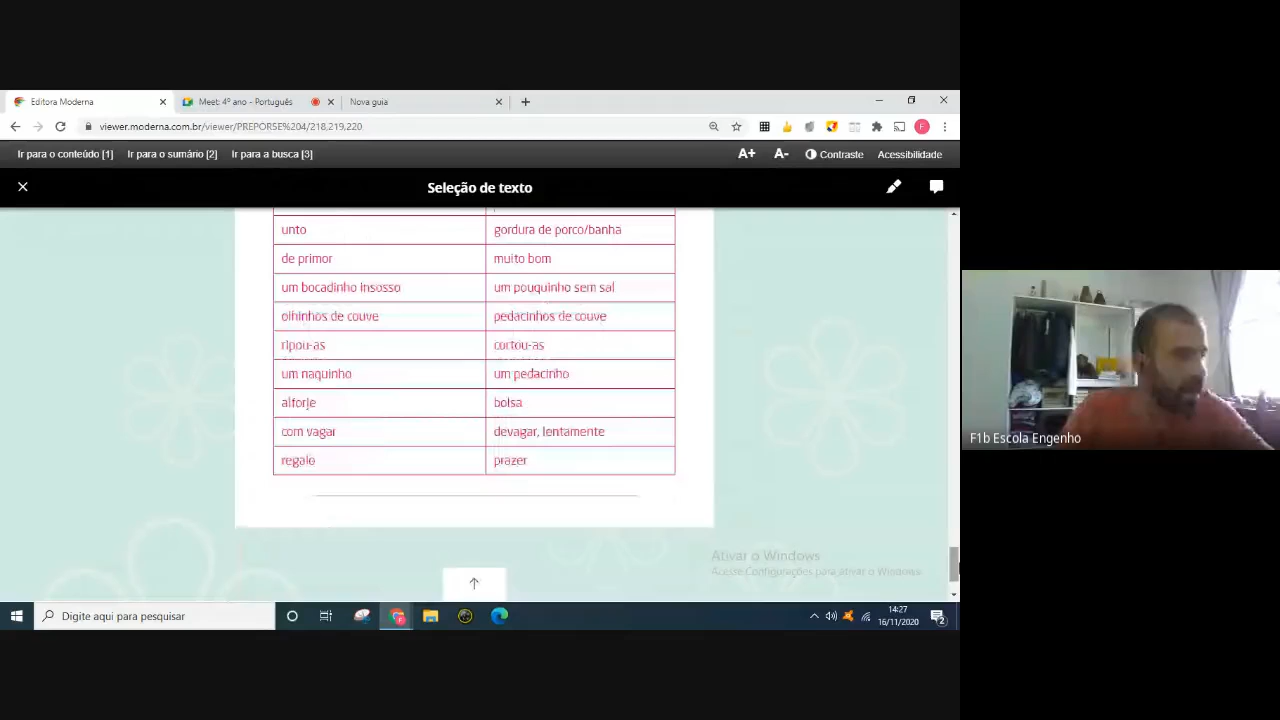 Editora Moderna
Meet: 4º ano - Português
Nova guia
viewer.moderna.com.br/viewer/PREPORSE%204/218,219,220
Ir para o conteúdo [1] Ir para o sumário [2] Ir para a busca [3] A+ A- Contraste Acessibilidade
Seleção de texto
unto gordura de porco/banha
de primor muito bom
um bocadinho insosso um pouquinho sem sal
olhinhos de couve pedacinhos de couve
ripou-as cortou-as
um naquinho um pedacinho
alforje bolsa
com vagar devagar, lentamente
regalo prazer
F1b Escola Engenho
Ativar o Windows
Acesse Configurações para ativar o Windows.
Digite aqui para pesquisar
14:27
16/11/2020
2